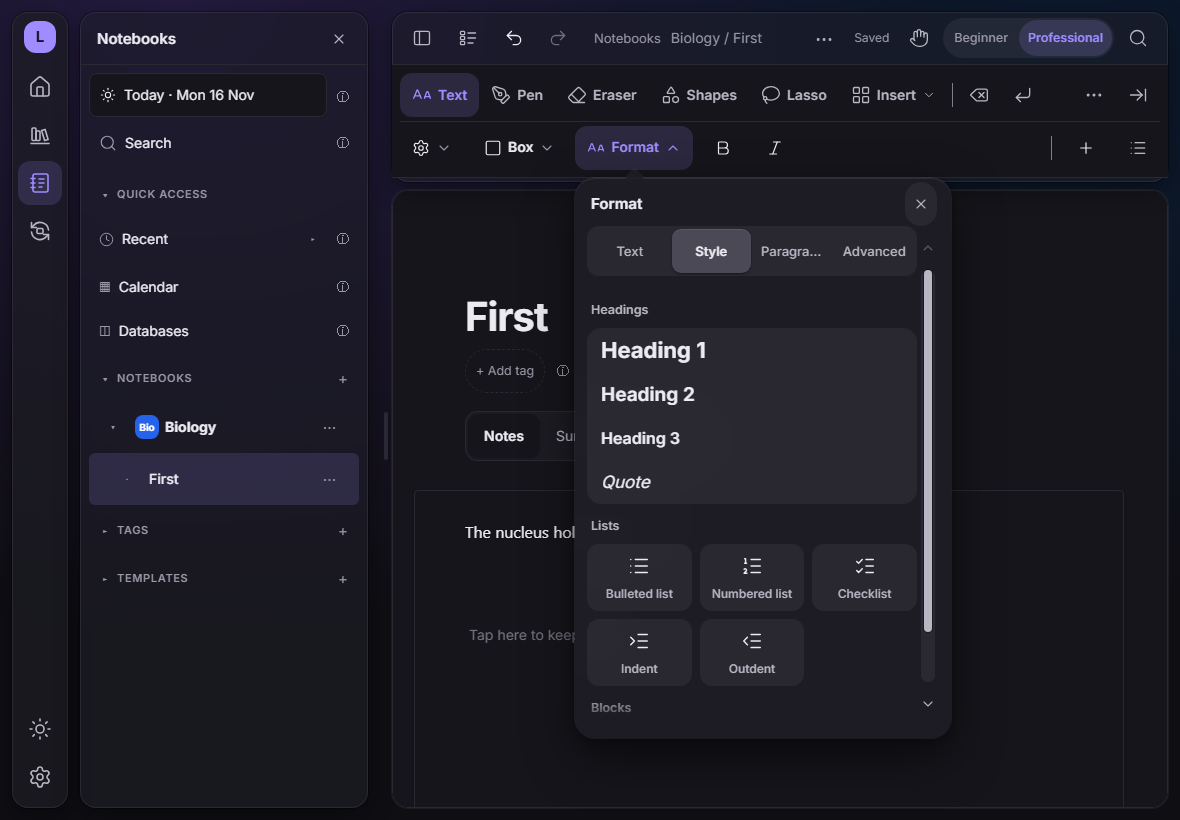 L
Notebooks
Today · Mon 16 Nov
Search
QUICK ACCESS
Recent
Calendar
Databases
NOTEBOOKS
Bio Biology
First
TAGS
TEMPLATES
Notebooks Biology / First
Saved
Beginner Professional
AA Text Pen Eraser Shapes Lasso Insert
Box AA Format B I
First
+ Add tag
Notes
The nucleus
Tap here to
Format
Text Style Paragra... Advanced
Headings
Heading 1
Heading 2
Heading 3
Quote
Lists
Bulleted list Numbered list Checklist
Indent Outdent
Blocks